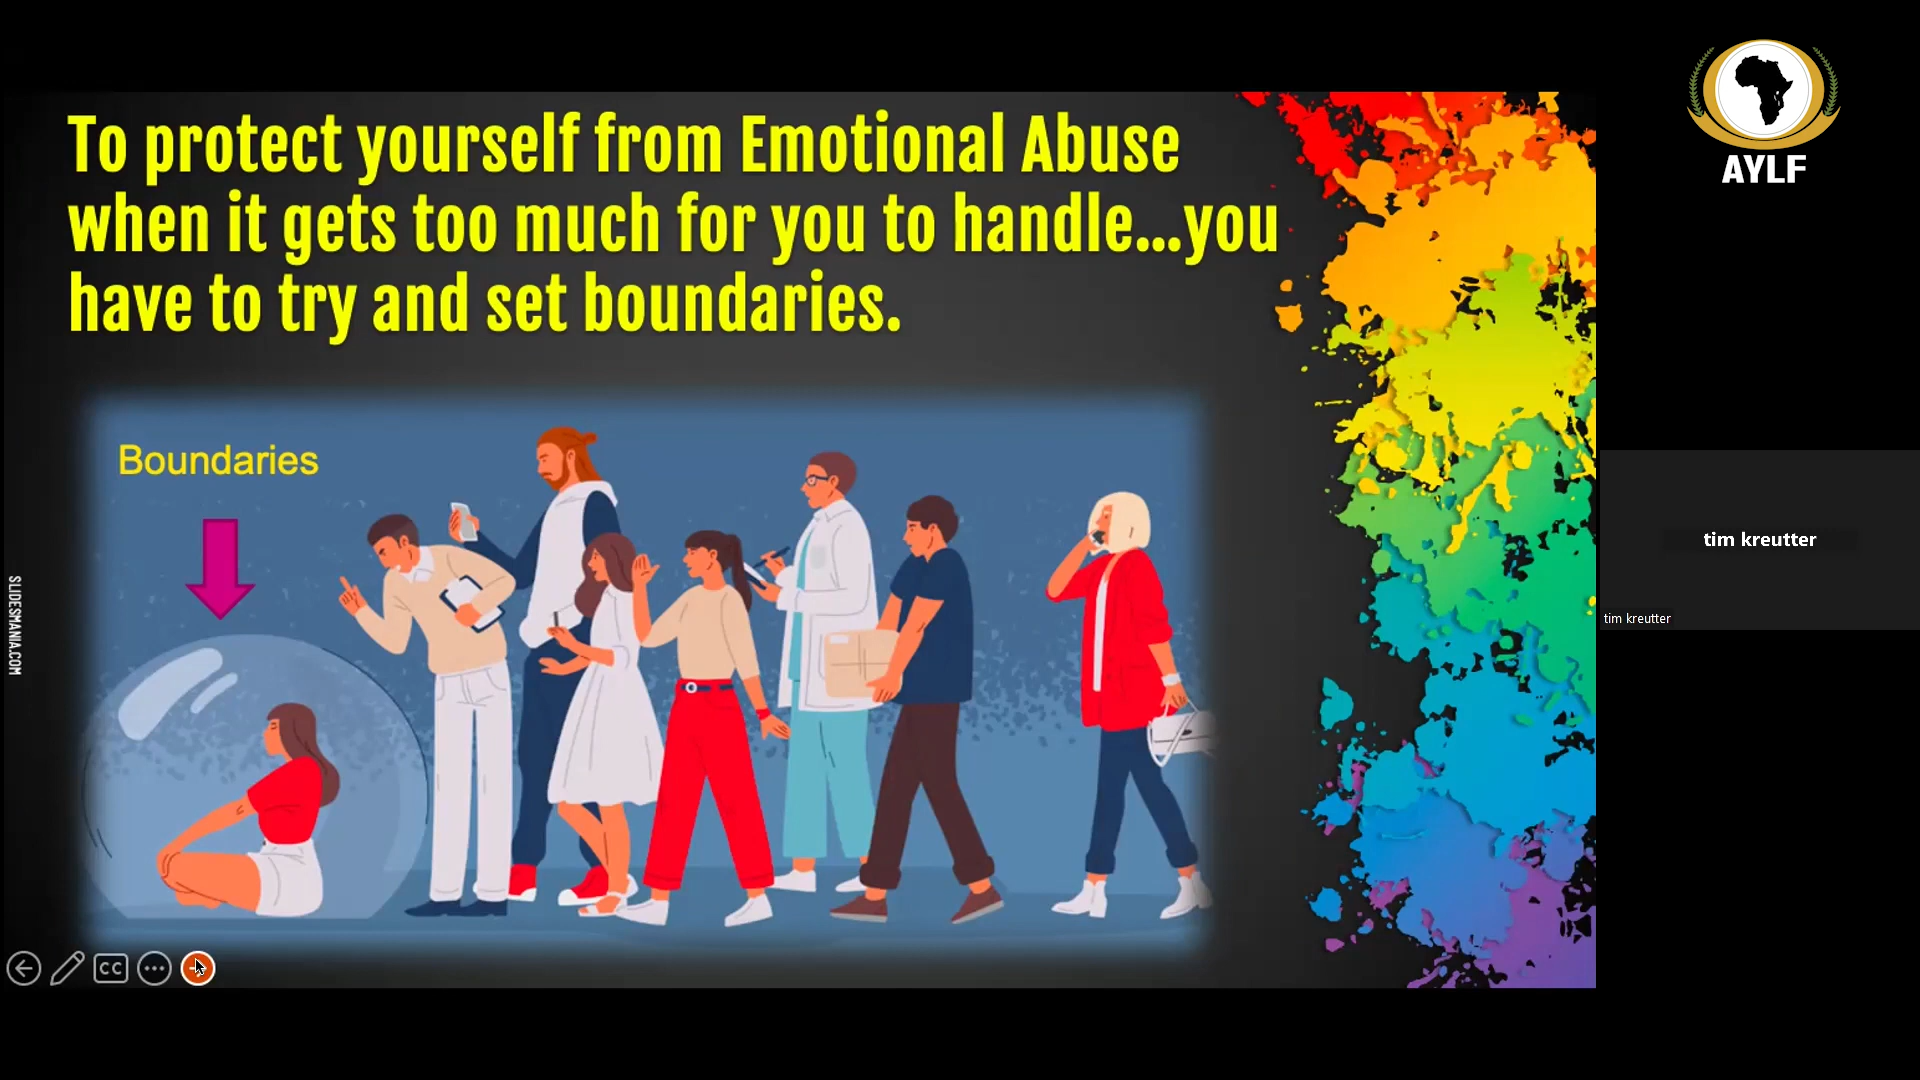 To protect yourself from Emotional Abuse
when it gets too much for you to handle...you
have to try and set boundaries.
Boundaries
SLIDESMANIA.COM
CC
AYLF
tim kreutter
tim kreutter